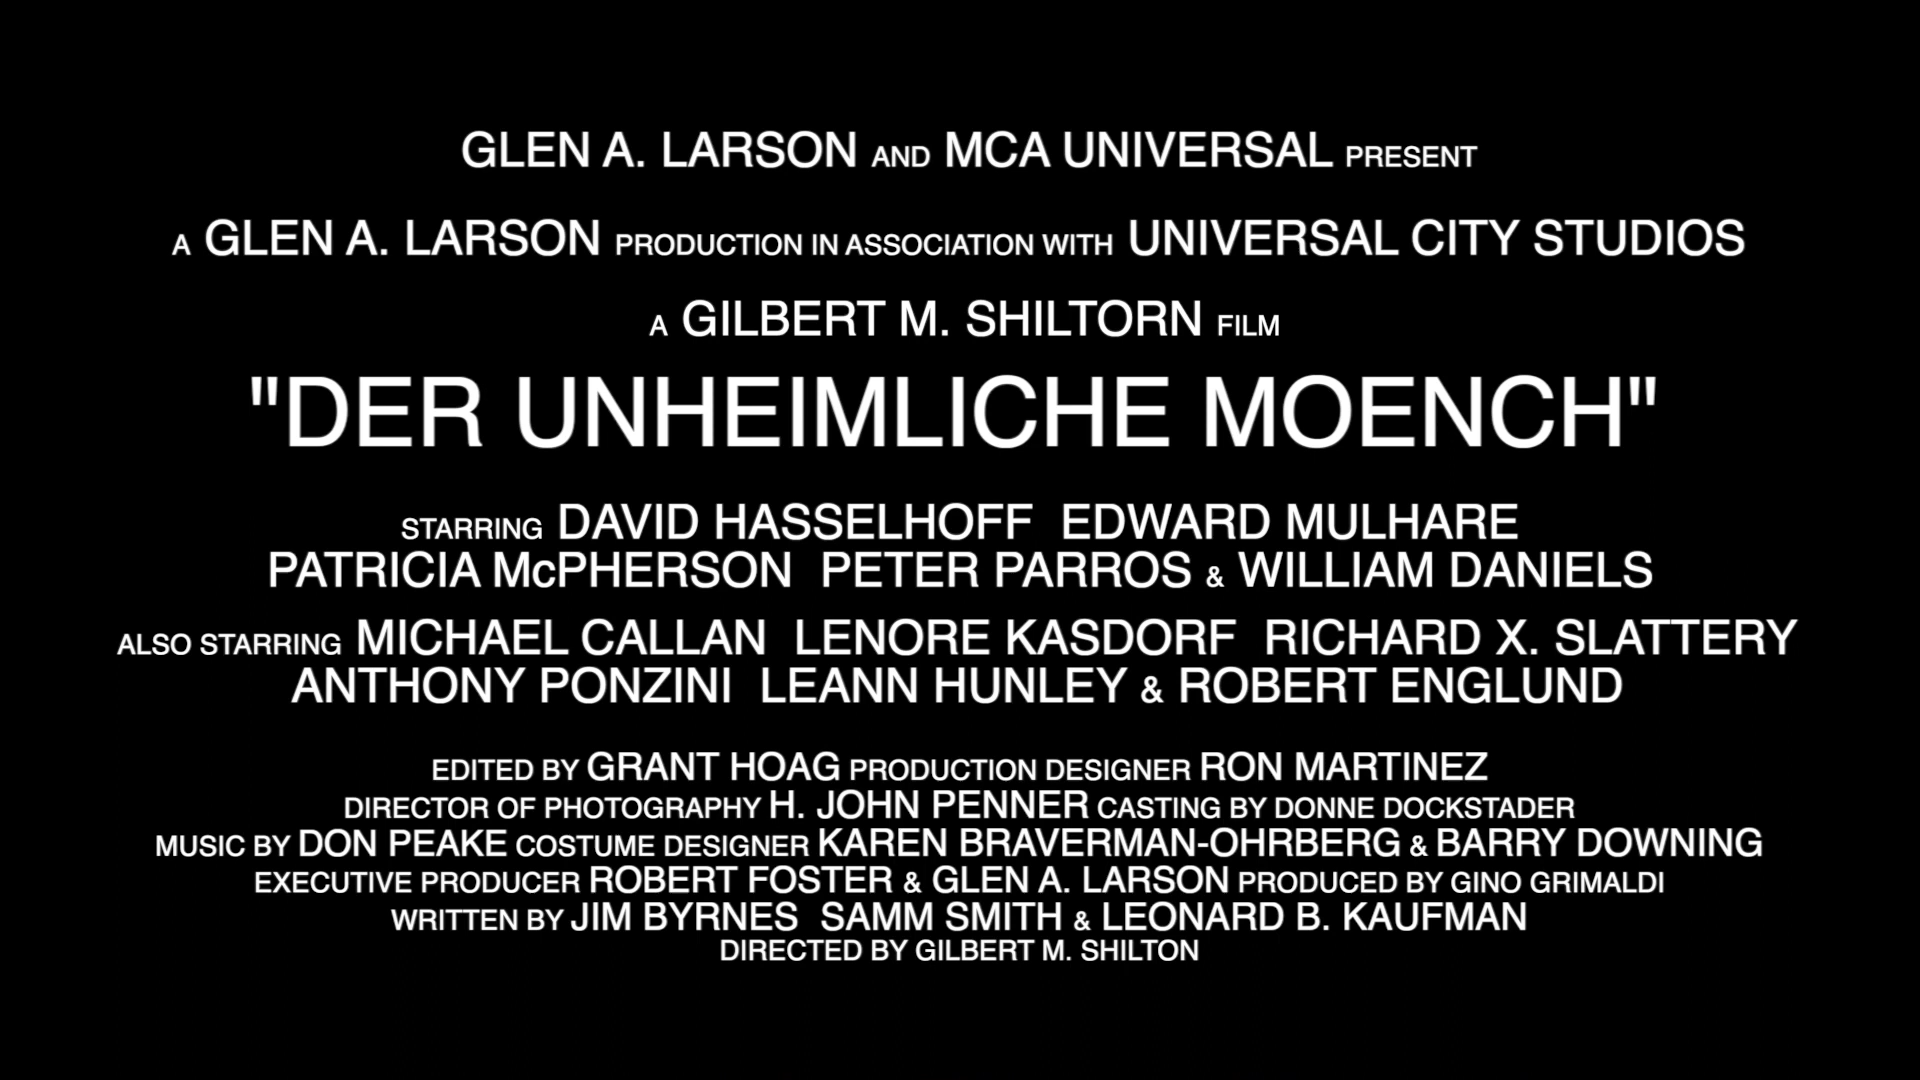 GLEN A. LARSON AND MCA UNIVERSAL PRESENT
A GLEN A. LARSON PRODUCTION IN ASSOCIATION WITH UNIVERSAL CITY STUDIOS
A GILBERT M. SHILTORN FILM
"DER UNHEIMLICHE MOENCH"
STARRING DAVID HASSELHOFF EDWARD MULHARE
PATRICIA McPHERSON PETER PARROS & WILLIAM DANIELS
ALSO STARRING MICHAEL CALLAN LENORE KASDORF RICHARD X. SLATTERY
ANTHONY PONZINI LEANN HUNLEY & ROBERT ENGLUND
EDITED BY GRANT HOAG PRODUCTION DESIGNER RON MARTINEZ
DIRECTOR OF PHOTOGRAPHY H. JOHN PENNER CASTING BY DONNE DOCKSTADER
MUSIC BY DON PEAKE COSTUME DESIGNER KAREN BRAVERMAN-OHRBERG & BARRY DOWNING
EXECUTIVE PRODUCER ROBERT FOSTER & GLEN A. LARSON PRODUCED BY GINO GRIMALDI
WRITTEN BY JIM BYRNES SAMM SMITH & LEONARD B. KAUFMAN
DIRECTED BY GILBERT M. SHILTON